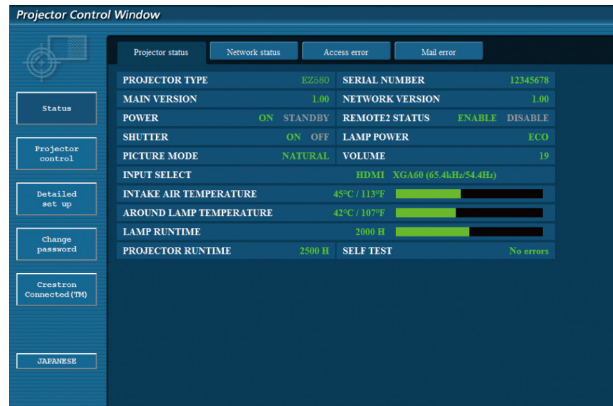 Projector Control Window
Projector status Network status Access error Mail error
PROJECTOR TYPE EZ580 SERIAL NUMBER 12345678
MAIN VERSION 1.00 NETWORK VERSION 1.00
POWER ON STANDBY REMOTE2 STATUS ENABLE DISABLE
SHUTTER ON OFF LAMP POWER ECO
PICTURE MODE NATURAL VOLUME 19
INPUT SELECT HDMI XGA60 (65.4kHz/54.4Hz)
INTAKE AIR TEMPERATURE 45°C / 113°F
AROUND LAMP TEMPERATURE 42°C / 107°F
LAMP RUNTIME 2000 H
PROJECTOR RUNTIME 2500 H SELF TEST No errors
Status
Projector
control
Detailed
set up
Change
password
Crestron
Connected(TM)
JAPANESE